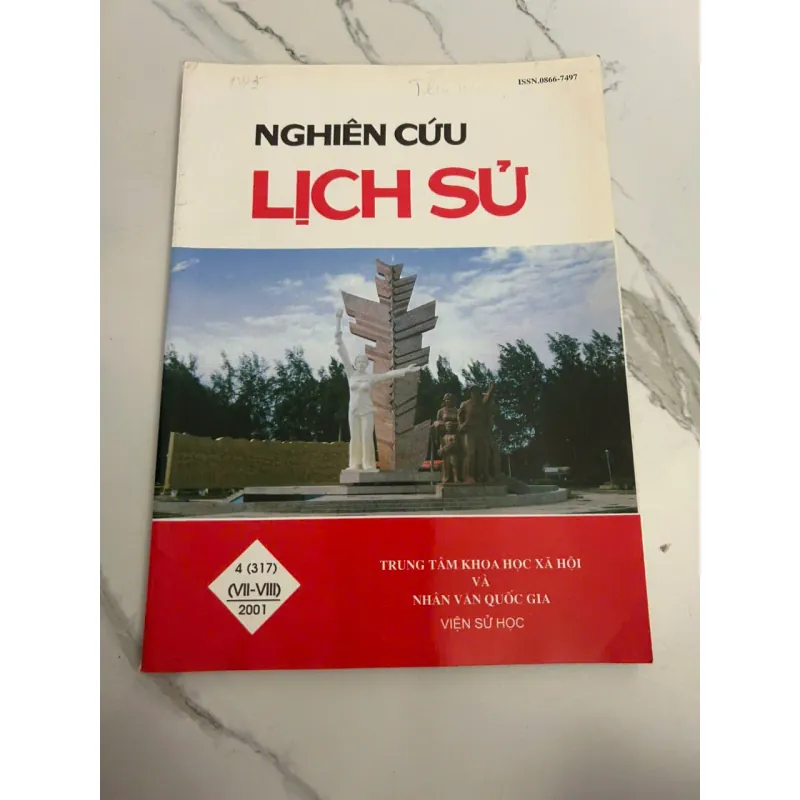 ISSN.0866-7497
NGHIÊN CỨU
LỊCH SỬ
4 (317)
(VII-VIII)
2001
TRUNG TÂM KHOA HỌC XÃ HỘI
VÀ
NHÂN VĂN QUỐC GIA
VIỆN SỬ HỌC